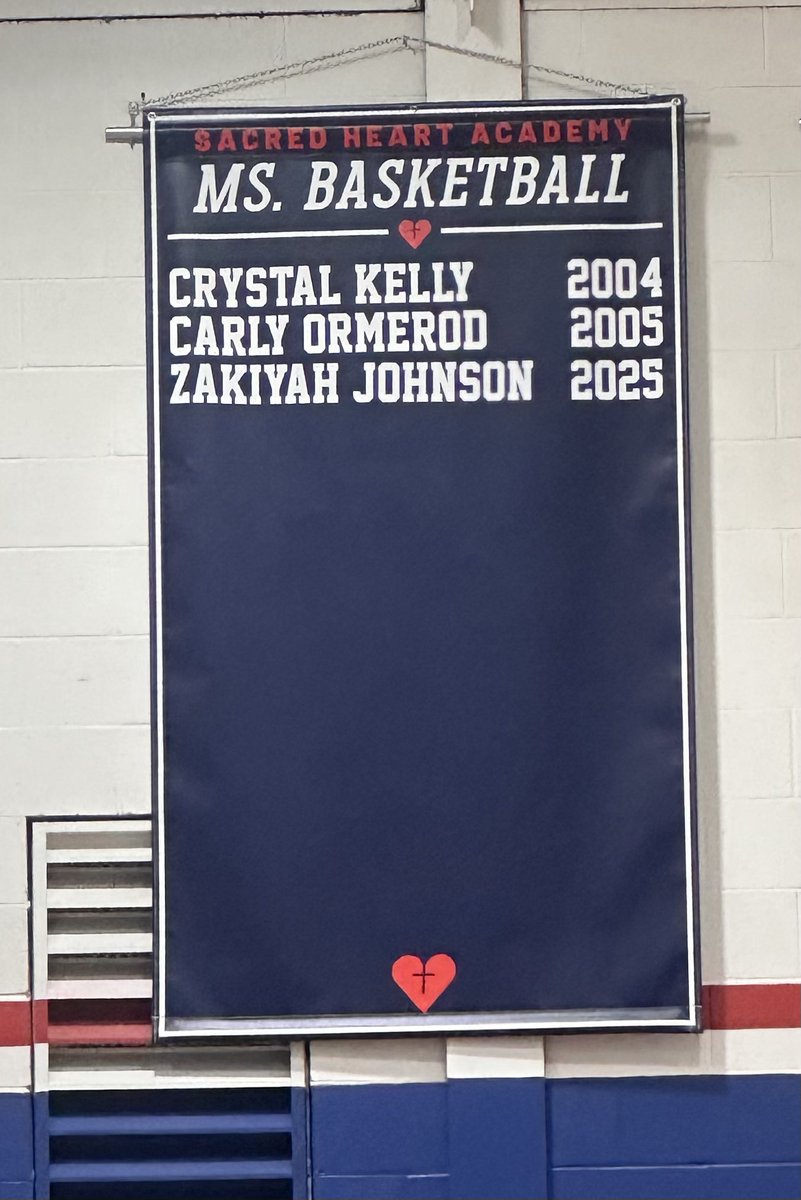 SACRED HEART ACADEMY
MS. BASKETBALL
CRYSTAL KELLY 2004
CARLY ORMEROD 2005
ZAKIYAH JOHNSON 2025